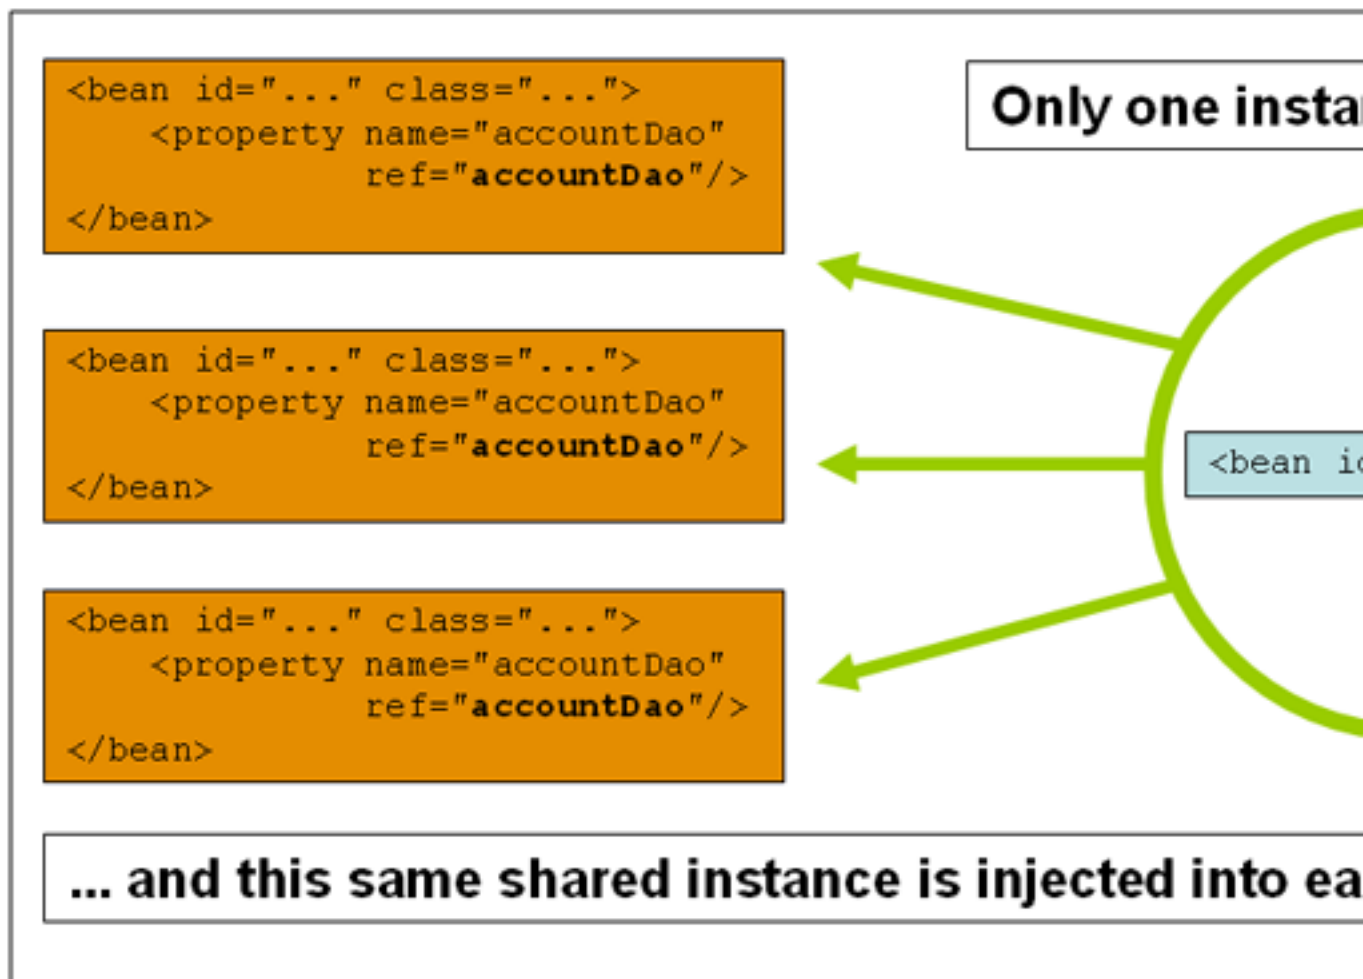 <bean id="..." class="...">
<property name="accountDao"
ref="accountDao"/>
</bean>
Only one
<bean id="..." class="...">
<property name="accountDao"
ref="accountDao"/>
</bean>
<bean
<bean id="..." class="...">
<property name="accountDao"
ref="accountDao"/>
</bean>
... and this same shared instance is injected into